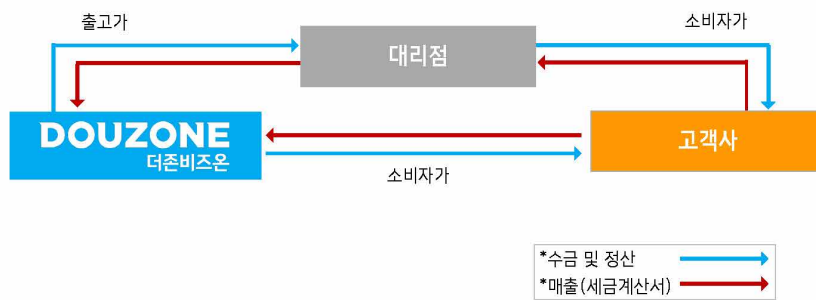 출고가
소비자가
대리점
DOUZONE
더존비즈온
고객사
소비자가
*수금 및 정산
*매출(세금계산서)